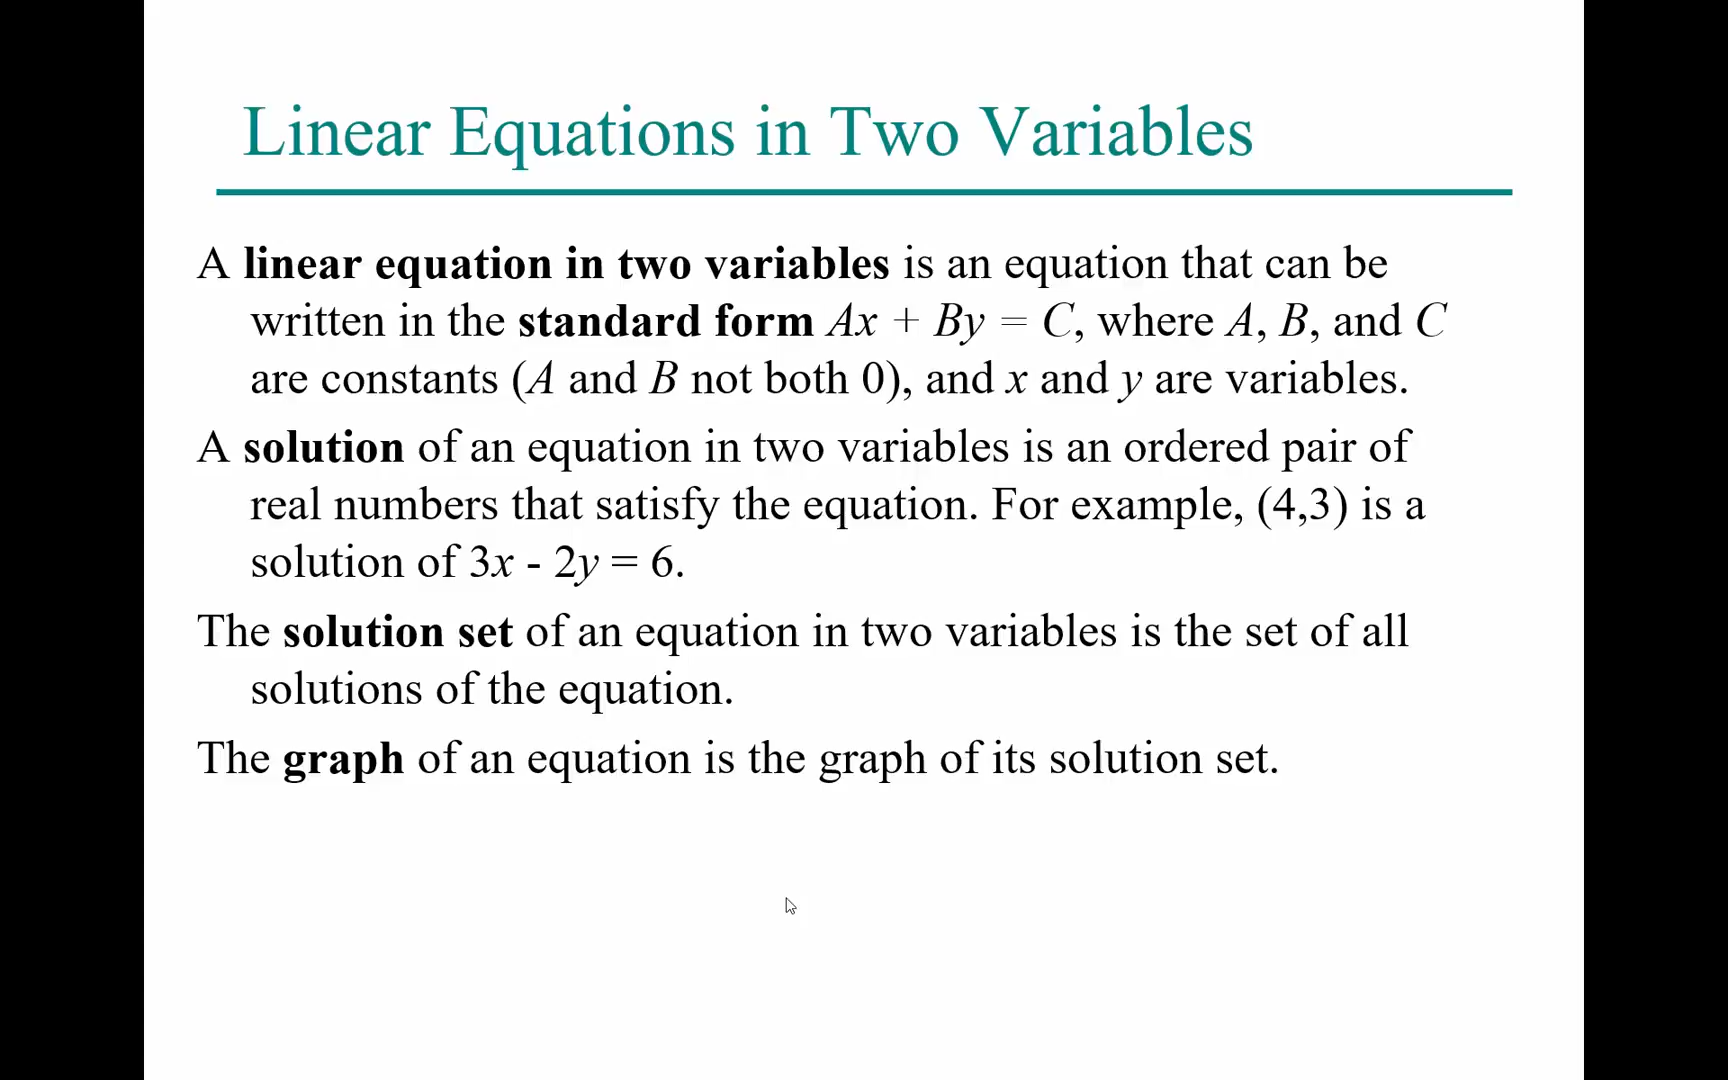 Linear Equations in Two Variables
A linear equation in two variables is an equation that can be
written in the standard form Ax + By = C, where A, B, and C
are constants (A and B not both 0), and x and y are variables.
A solution of an equation in two variables is an ordered pair of
real numbers that satisfy the equation. For example, (4,3) is a
solution of 3x - 2y = 6.
The solution set of an equation in two variables is the set of all
solutions of the equation.
The graph of an equation is the graph of its solution set.